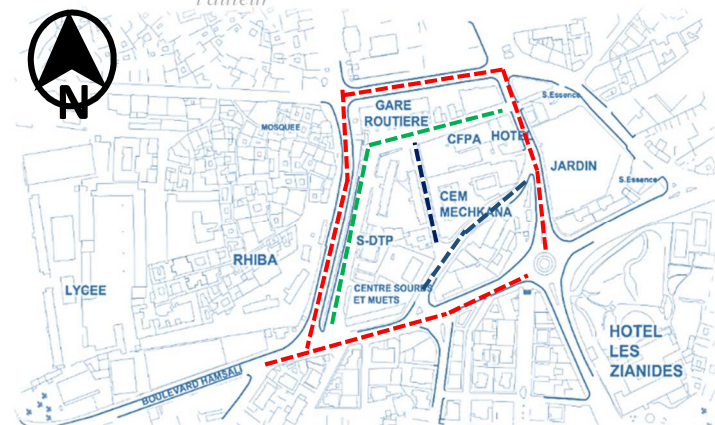 l'auteur
N
GARE
ROUTIERE
S.Essence
MOSQUEE
CFPA
HOTEL
JARDIN
S.Essence
CEM
MECHKANA
S-DTP
RHIBA
LYCEE
CENTRE SOURDS
ET MUETS
HOTEL
LES
ZIANIDES
BOULEVARD HAMSALI